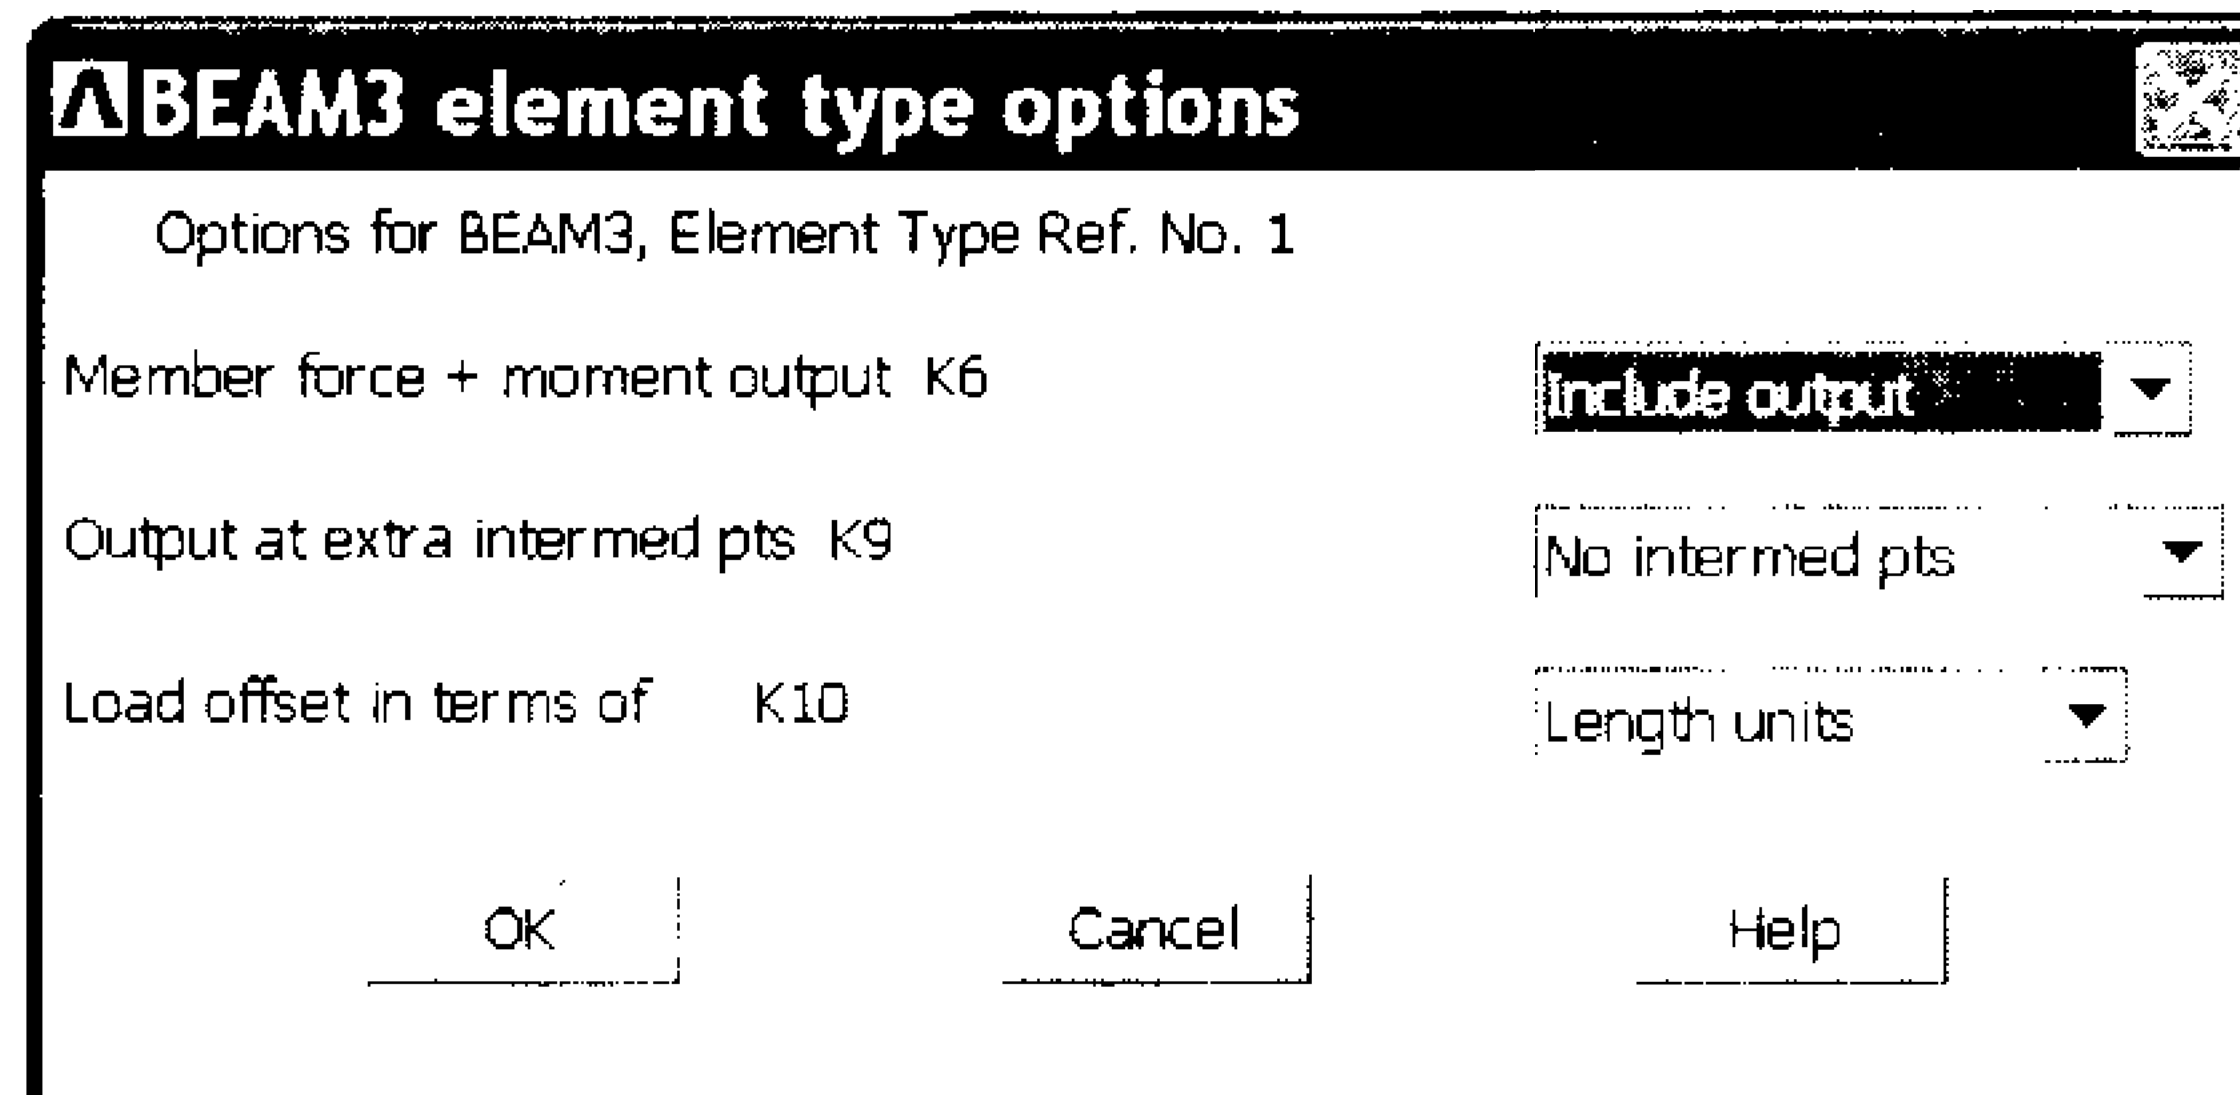 BEAM3 element type options
Options for BEAM3, Element Type Ref. No. 1
Member force + moment output K6 Include output
Output at extra intermed pts K9 No intermed pts
Load offset in terms of K10 Length units
OK Cancel Help